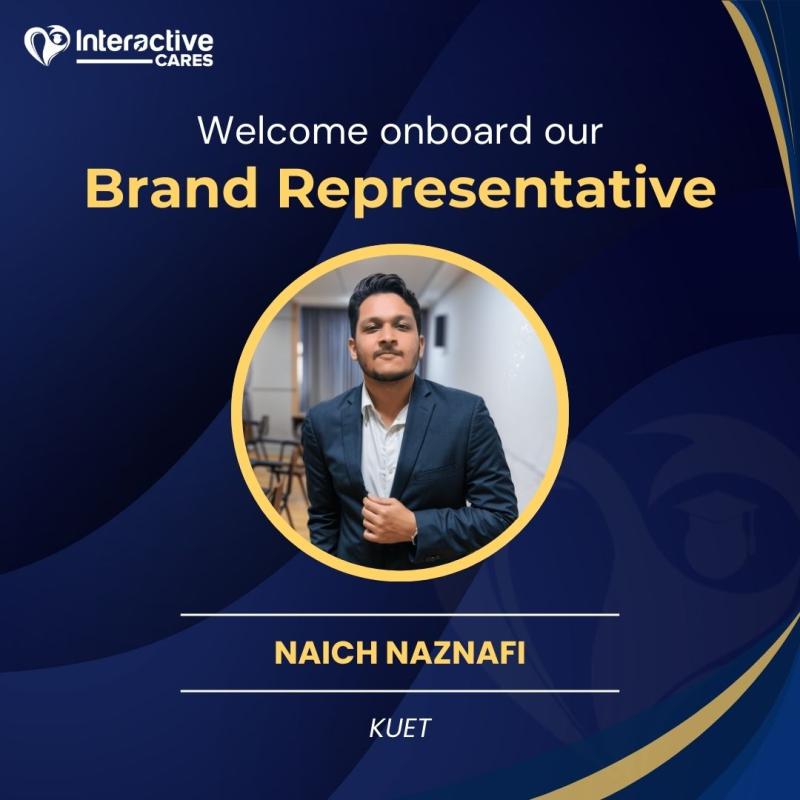 Interactive
CARES
Welcome onboard our
Brand Representative
NAICH NAZNAFI
KUET